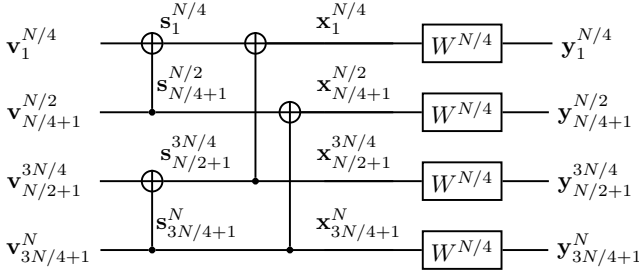 v_1^{N/4} s_1^{N/4} x_1^{N/4} W^{N/4} y_1^{N/4}
v_{N/4+1}^{N/2} s_{N/4+1}^{N/2} x_{N/4+1}^{N/2} W^{N/4} y_{N/4+1}^{N/2}
v_{N/2+1}^{3N/4} s_{N/2+1}^{3N/4} x_{N/2+1}^{3N/4} W^{N/4} y_{N/2+1}^{3N/4}
v_{3N/4+1}^{N} s_{3N/4+1}^{N} x_{3N/4+1}^{N} W^{N/4} y_{3N/4+1}^{N}